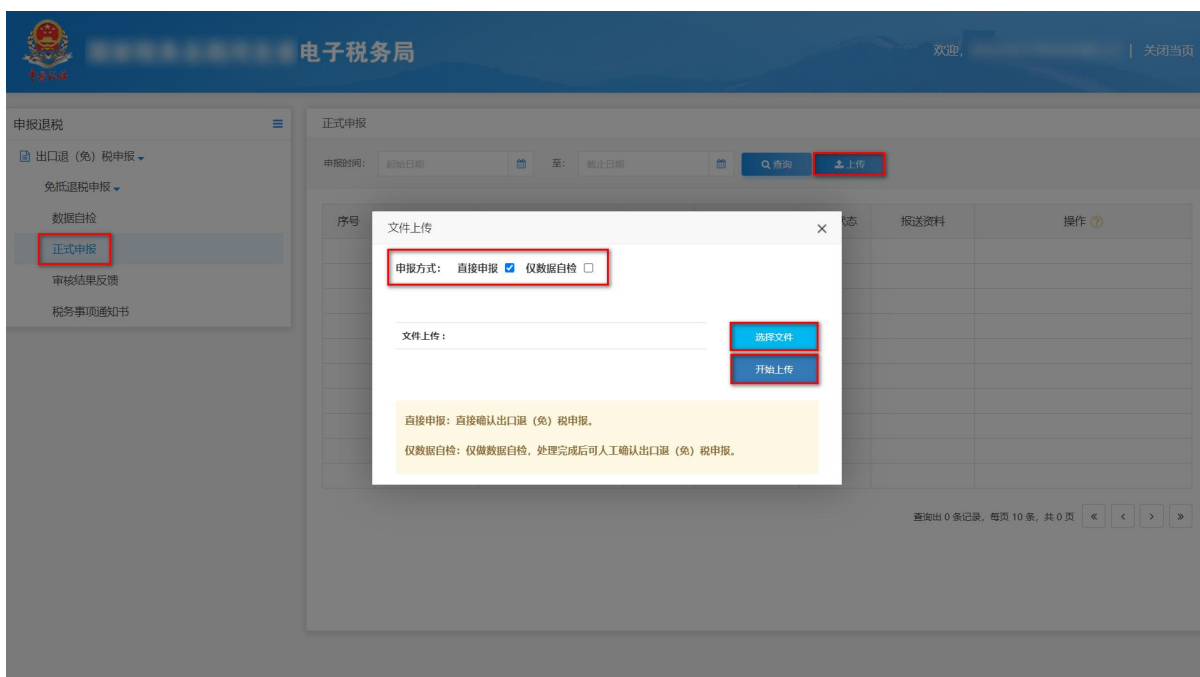 电子税务局
欢迎,
| 关闭当页
申报退税
出口退（免）税申报
免抵退税申报
数据自检
正式申报
审核结果反馈
税务事项通知书
正式申报
申报时间: 起始日期 至: 截止日期 查询 上传
序号 状态 报送资料 操作
文件上传
申报方式: 直接申报 仅数据自检
文件上传：
选择文件
开始上传
直接申报：直接确认出口退（免）税申报。
仅数据自检：仅做数据自检，处理完成后可人工确认出口退（免）税申报。
查询出 0 条记录, 每页 10 条, 共 0 页 « ‹ › »